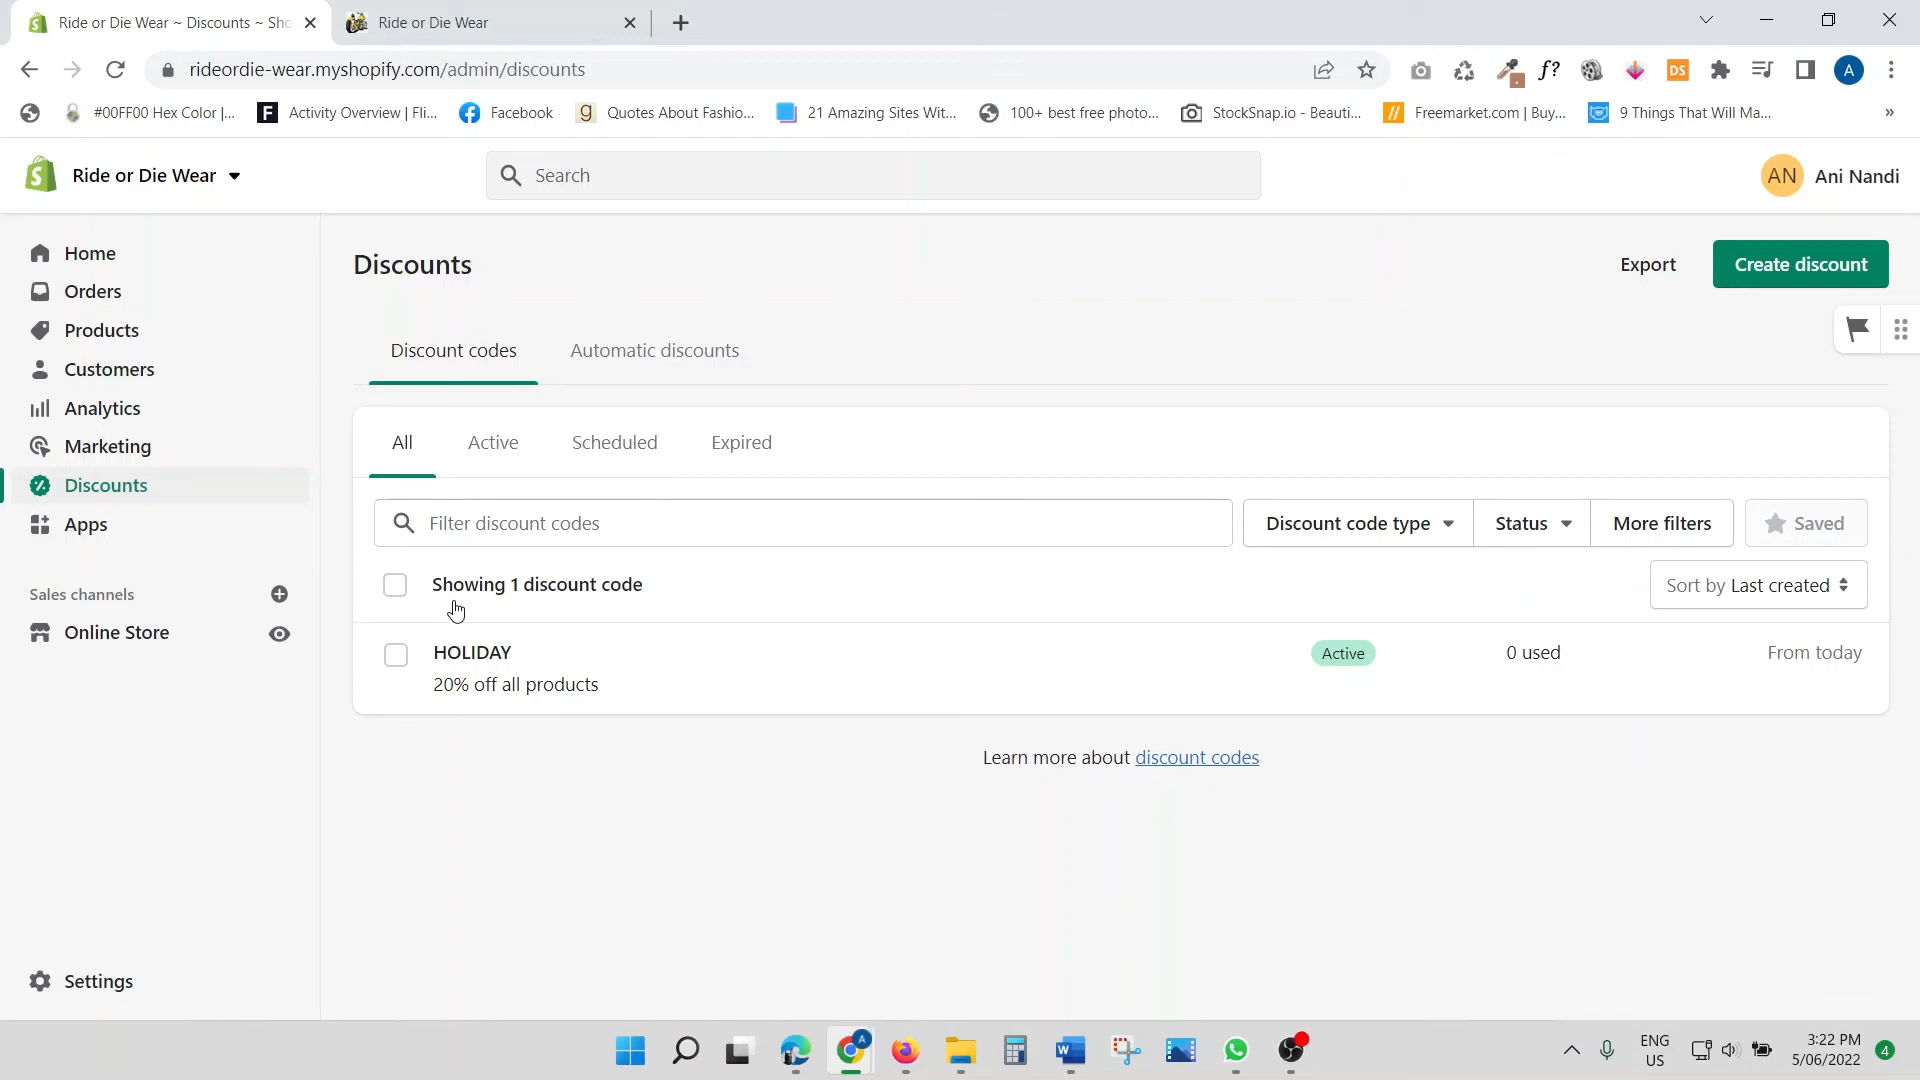 Ride or Die Wear ~ Discounts ~ Sho
Ride or Die Wear
rideordie-wear.myshopify.com/admin/discounts
f?
DS
A
#00FF00 Hex Color |...
F
Activity Overview | Fli...
Facebook
g
Quotes About Fashio...
21 Amazing Sites Wit...
100+ best free photo...
StockSnap.io - Beauti...
Freemarket.com | Buy...
9 Things That Will Ma...
»
Ride or Die Wear
Search
AN
Ani Nandi
Home
Orders
Products
Customers
Analytics
Marketing
Discounts
Apps
Sales channels
Online Store
Settings
Discounts
Export
Create discount
Discount codes
Automatic discounts
All
Active
Scheduled
Expired
Filter discount codes
Discount code type
Status
More filters
Saved
Showing 1 discount code
Sort by Last created
HOLIDAY
Active
0 used
From today
20% off all products
Learn more about discount codes
A
W
ENG
US
3:22 PM
5/06/2022
4